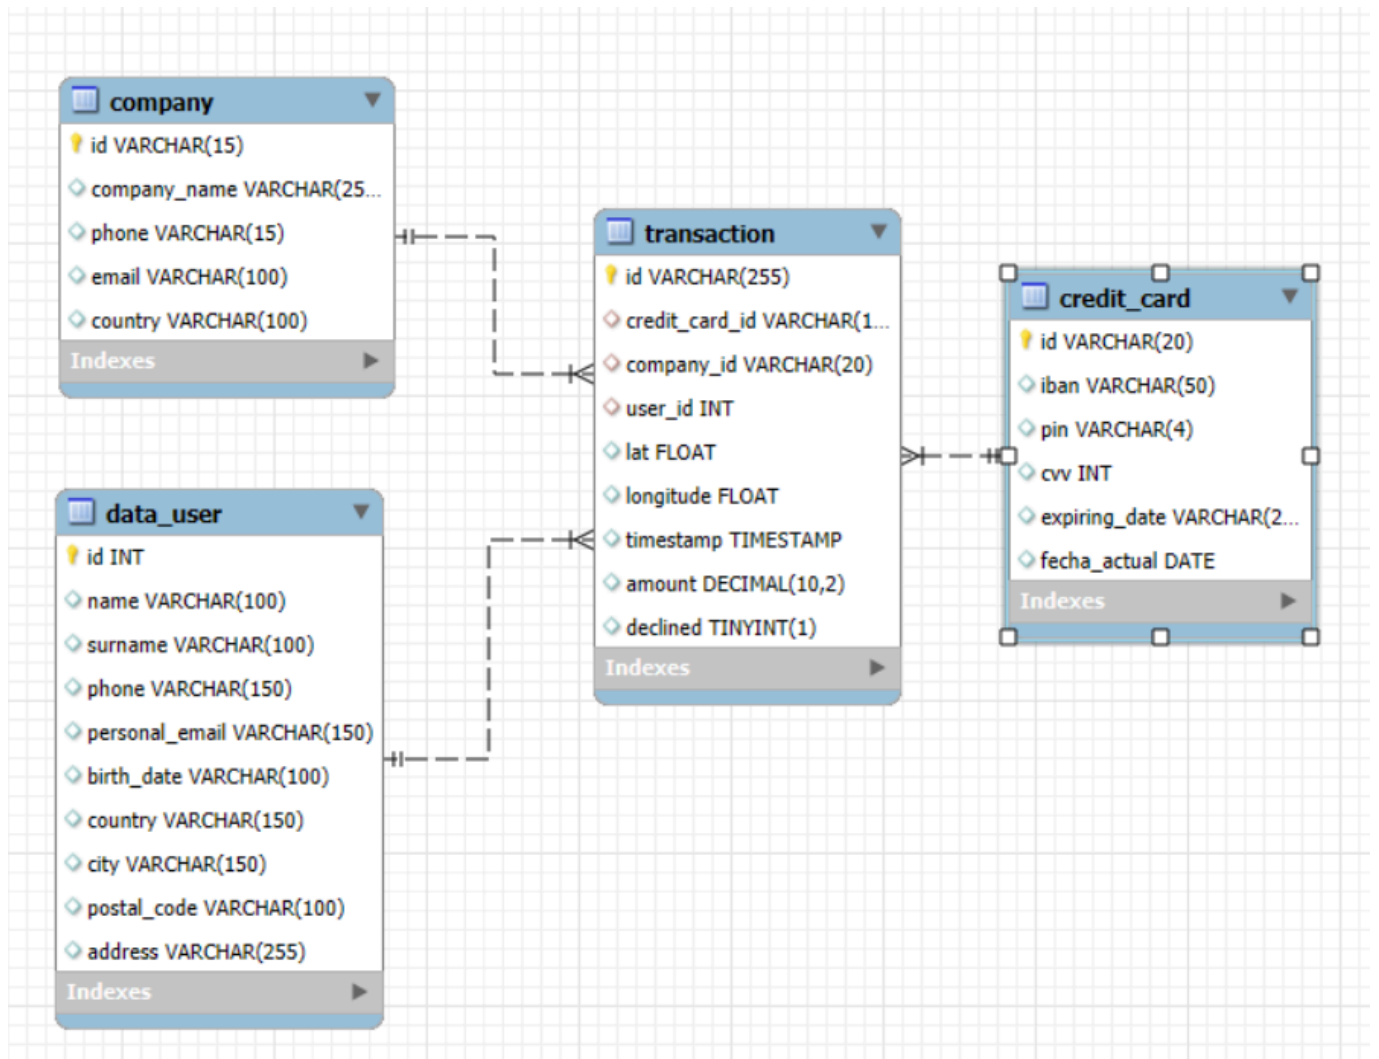 company
id VARCHAR(15)
company_name VARCHAR(25...
phone VARCHAR(15)
email VARCHAR(100)
country VARCHAR(100)
Indexes
data_user
id INT
name VARCHAR(100)
surname VARCHAR(100)
phone VARCHAR(150)
personal_email VARCHAR(150)
birth_date VARCHAR(100)
country VARCHAR(150)
city VARCHAR(150)
postal_code VARCHAR(100)
address VARCHAR(255)
Indexes
transaction
id VARCHAR(255)
credit_card_id VARCHAR(1...
company_id VARCHAR(20)
user_id INT
lat FLOAT
longitude FLOAT
timestamp TIMESTAMP
amount DECIMAL(10,2)
declined TINYINT(1)
Indexes
credit_card
id VARCHAR(20)
iban VARCHAR(50)
pin VARCHAR(4)
cvv INT
expiring_date VARCHAR(2...
fecha_actual DATE
Indexes